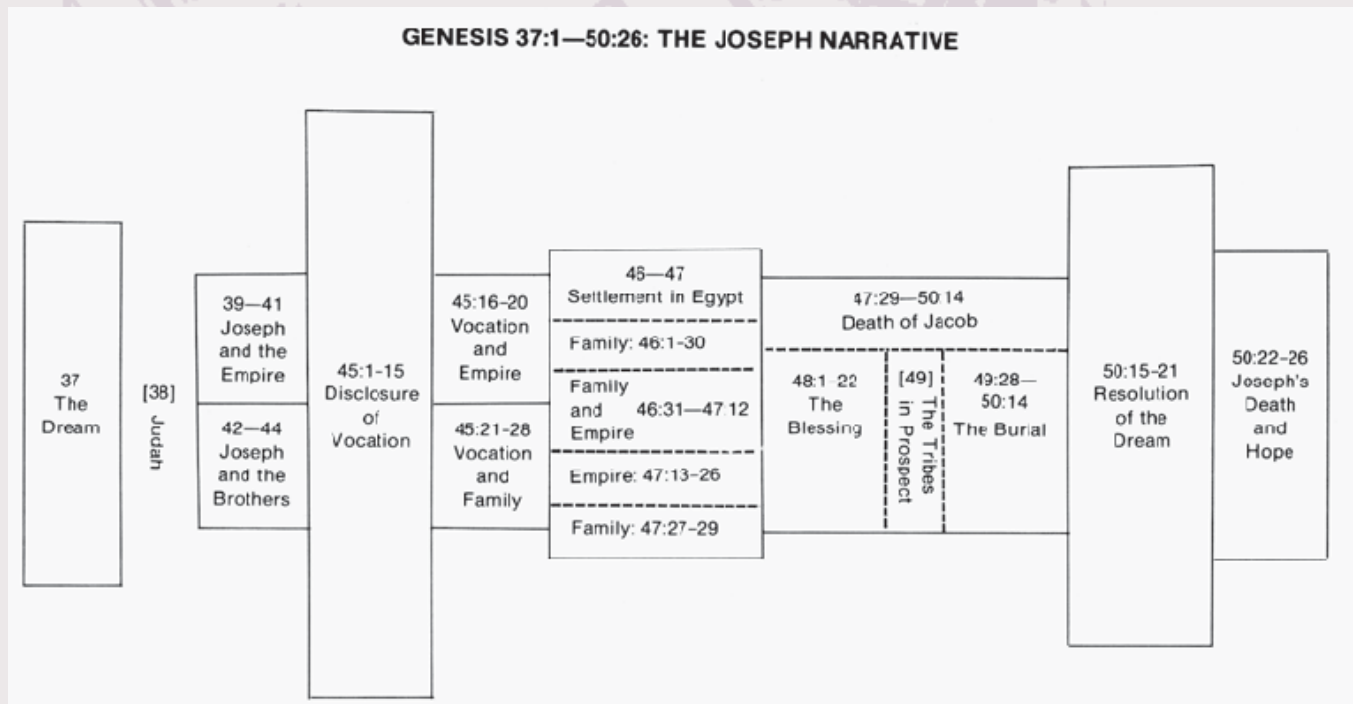 GENESIS 37:1—50:26: THE JOSEPH NARRATIVE
37
The
Dream
[38]
Judah
39—41
Joseph
and the
Empire
42—44
Joseph
and the
Brothers
45:1-15
Disclosure
of
Vocation
45:16-20
Vocation
and
Empire
45:21-28
Vocation
and
Family
46—47
Settlement in Egypt
Family: 46:1-30
Family
and 46:31—47:12
Empire
Empire: 47:13-26
Family: 47:27-29
47:29—50:14
Death of Jacob
48:1-22
The
Blessing
[49] The Tribes
in Prospect
49:28—
50:14
The Burial
50:15-21
Resolution
of the
Dream
50:22-26
Joseph's
Death
and
Hope